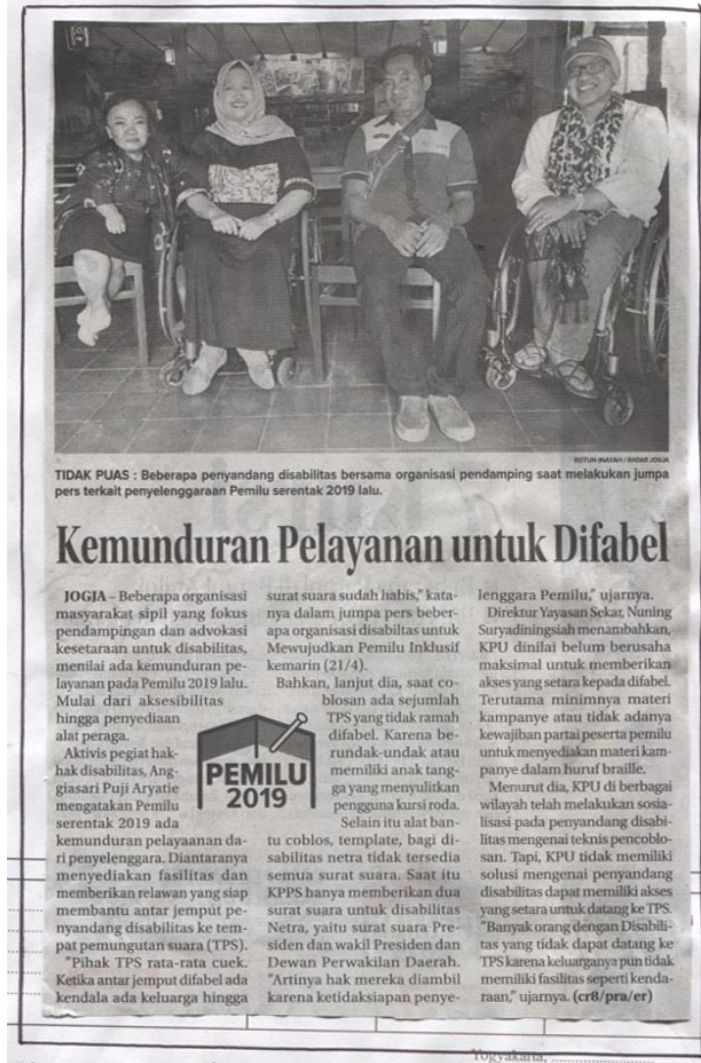 ROTUN INAYAH / RADAR JOGJA
TIDAK PUAS : Beberapa penyandang disabilitas bersama organisasi pendamping saat melakukan jumpa
pers terkait penyelenggaraan Pemilu serentak 2019 lalu.
Kemunduran Pelayanan untuk Difabel
JOGJA – Beberapa organisasi
masyarakat sipil yang fokus
pendampingan dan advokasi
kesetaraan untuk disabilitas,
menilai ada kemunduran pe-
layanan pada Pemilu 2019 lalu.
Mulai dari aksesibilitas
hingga penyediaan
alat peraga.
Aktivis pegiat hak-
hak disabilitas, Ang-
giasari Puji Aryatie
mengatakan Pemilu
serentak 2019 ada
kemunduran pelayaanan da-
ri penyelenggara. Diantaranya
menyediakan fasilitas dan
memberikan relawan yang siap
membantu antar jemput pe-
nyandang disabilitas ke tem-
pat pemungutan suara (TPS).
"Pihak TPS rata-rata cuek.
Ketika antar jemput difabel ada
kendala ada keluarga hingga
PEMILU
2019
surat suara sudah habis," kata-
nya dalam jumpa pers beber-
apa organisasi disabiltas untuk
Mewujudkan Pemilu Inklusif
kemarin (21/4).
Bahkan, lanjut dia, saat co-
blosan ada sejumlah
TPS yang tidak ramah
difabel. Karena be-
rundak-undak atau
memiliki anak tang-
ga yang menyulitkan
pengguna kursi roda.
Selain itu alat ban-
tu coblos, template, bagi di-
sabilitas netra tidak tersedia
semua surat suara. Saat itu
KPPS hanya memberikan dua
surat suara untuk disabilitas
Netra, yaitu surat suara Pre-
siden dan wakil Presiden dan
Dewan Perwakilan Daerah.
"Artinya hak mereka diambil
karena ketidaksiapan penye-
lenggara Pemilu," ujarnya.
Direktur Yayasan Sekar, Nuning
Suryadiningsiah menambahkan,
KPU dinilai belum berusaha
maksimal untuk memberikan
akses yang setara kepada difabel.
Terutama minimnya materi
kampanye atau tidak adanya
kewajiban partai peserta pemilu
untuk menyediakan materi kam-
panye dalam huruf braille.
Menurut dia, KPU di berbagai
wilayah telah melakukan sosia-
lisasi pada penyandang disabi-
litas mengenai teknis pencoblo-
san. Tapi, KPU tidak memiliki
solusi mengenai penyandang
disabilitas dapat memiliki akses
yang setara untuk datang ke TPS.
"Banyak orang dengan Disabili-
tas yang tidak dapat datang ke
TPS karena keluarganya pun tidak
memiliki fasilitas seperti kenda-
raan," ujarnya. (cr8/pra/er)
Yogyakarta, ........................